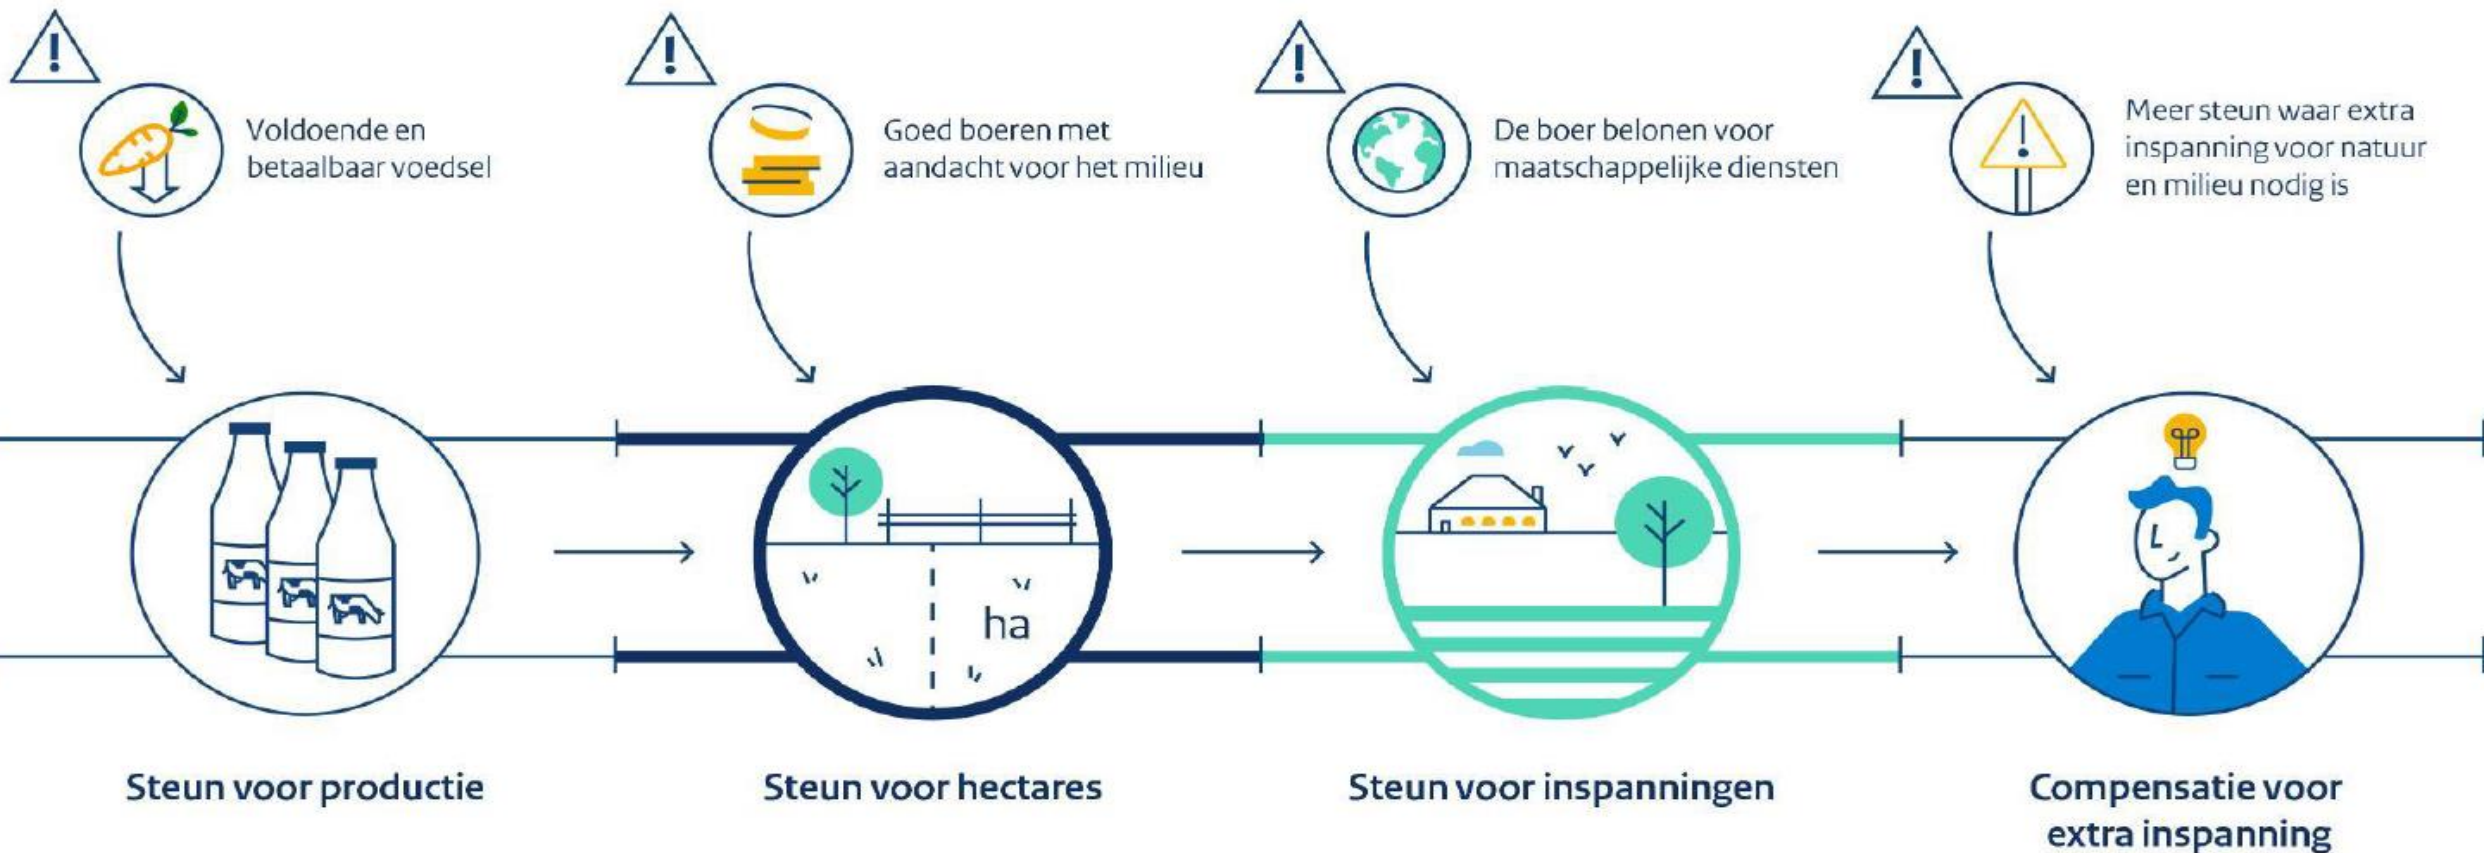 Voldoende en
betaalbaar voedsel
Goed boeren met
aandacht voor het milieu
De boer belonen voor
maatschappelijke diensten
Meer steun waar extra
inspanning voor natuur
en milieu nodig is
ha
Steun voor productie
Steun voor hectares
Steun voor inspanningen
Compensatie voor
extra inspanning